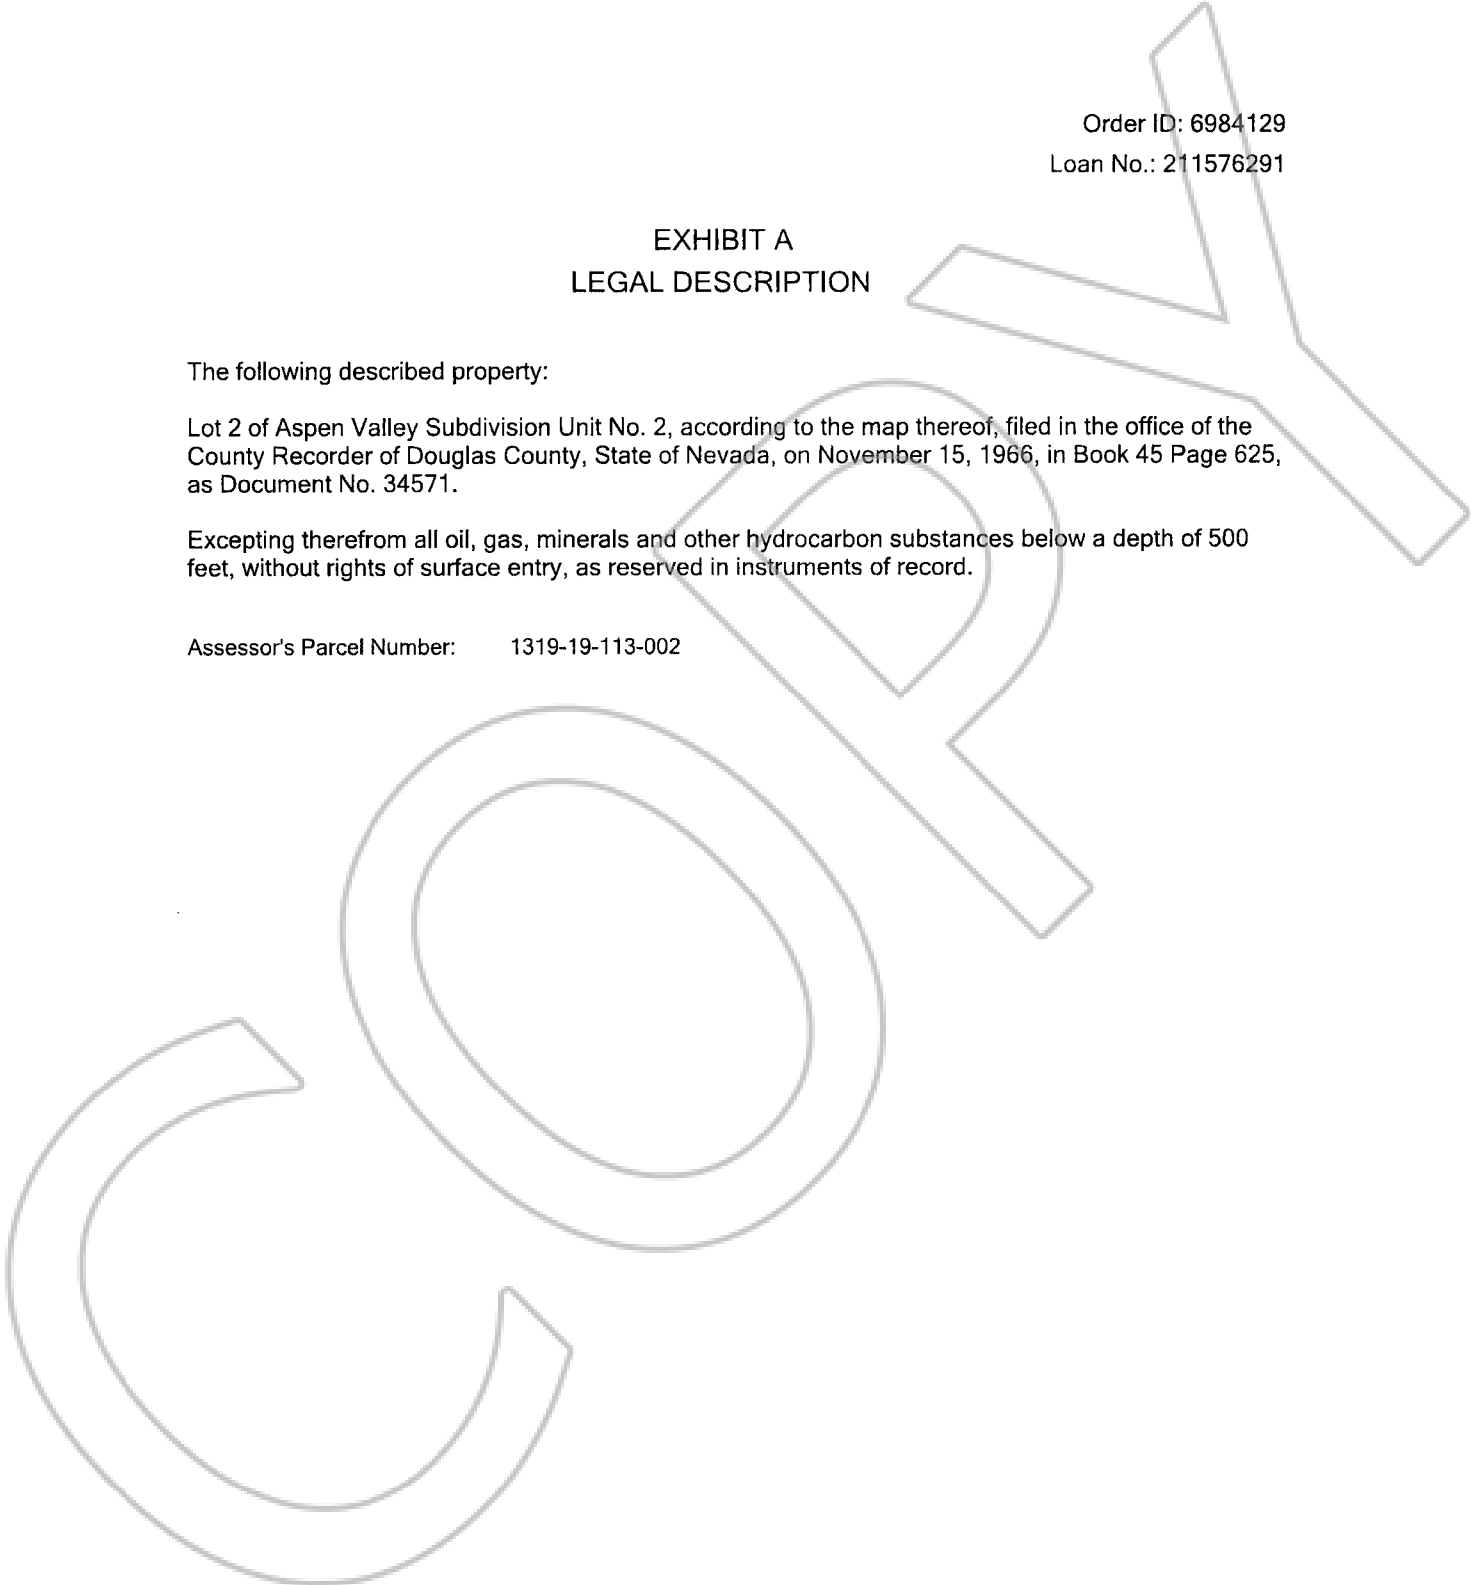 Order ID: 6984129
Loan No.: 211576291
EXHIBIT A
LEGAL DESCRIPTION
The following described property:
Lot 2 of Aspen Valley Subdivision Unit No. 2, according to the map thereof, filed in the office of the
County Recorder of Douglas County, State of Nevada, on November 15, 1966, in Book 45 Page 625,
as Document No. 34571.
Excepting therefrom all oil, gas, minerals and other hydrocarbon substances below a depth of 500
feet, without rights of surface entry, as reserved in instruments of record.
Assessor's Parcel Number: 1319-19-113-002
COPY